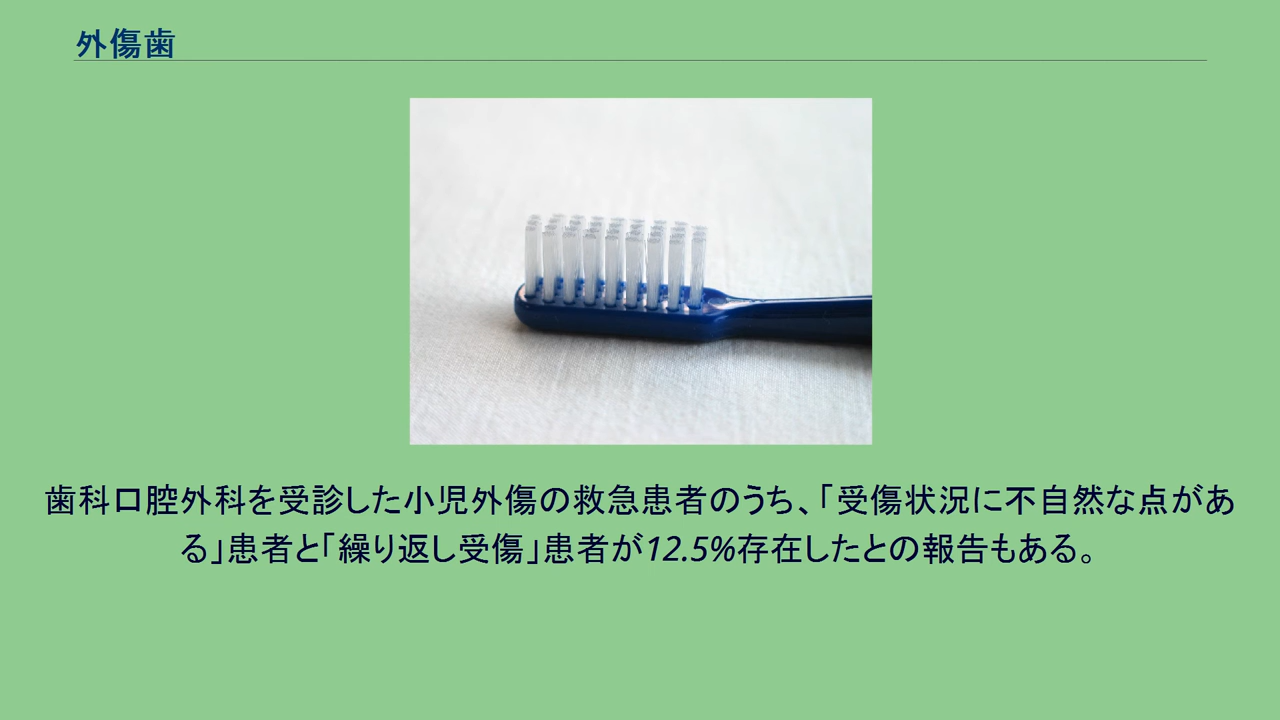 外傷歯
歯科口腔外科を受診した小児外傷の救急患者のうち、「受傷状況に不自然な点があ
る」患者と「繰り返し受傷」患者が12.5%存在したとの報告もある。